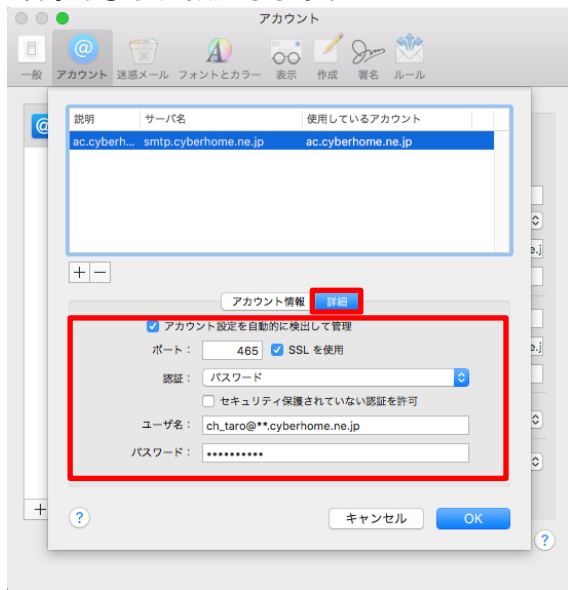 アカウント
一般 アカウント 迷惑メール フォントとカラー 表示 作成 署名 ルール
説明 サーバ名 使用しているアカウント
ac.cyberh... smtp.cyberhome.ne.jp ac.cyberhome.ne.jp
e.j
アカウント情報 詳細
アカウント設定を自動的に検出して管理
ポート： 465 SSL を使用
e.j
認証： パスワード
セキュリティ保護されていない認証を許可
ユーザ名： ch_taro@**.cyberhome.ne.jp
パスワード： ••••••••••
? キャンセル OK
?